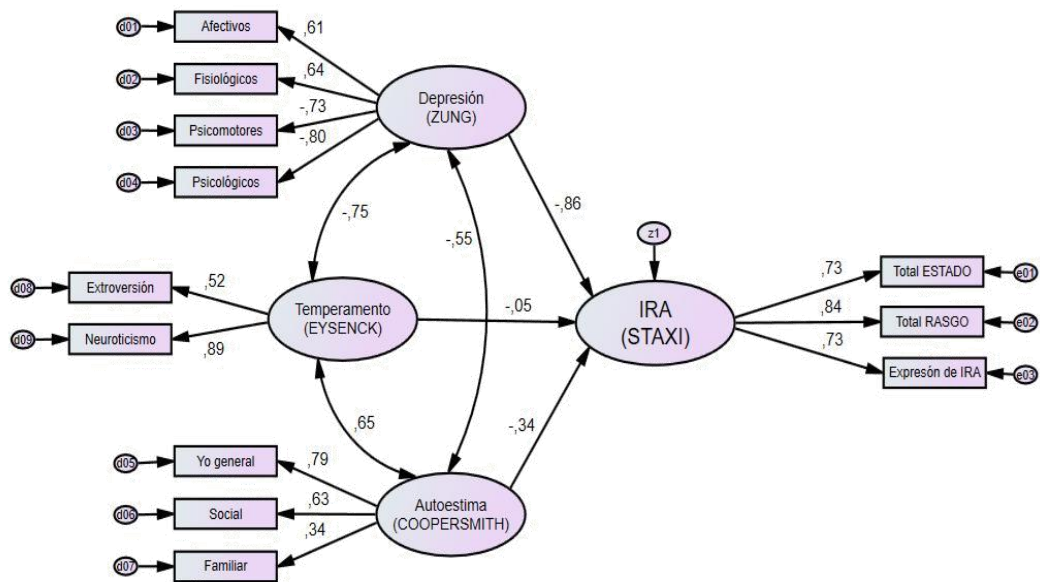 d01
Afectivos
,61
d02
Fisiológicos
,64
d03
Psicomotores
-,73
d04
Psicológicos
-,80
Depresión
(ZUNG)
-,75
-,55
-,86
z1
d08
Extroversión
,52
d09
Neuroticismo
,89
Temperamento
(EYSENCK)
-,05
IRA
(STAXI)
,73
Total ESTADO
e01
,84
Total RASGO
e02
,73
Expresón de IRA
e03
,65
-,34
d05
Yo general
,79
d06
Social
,63
d07
Familiar
,34
Autoestima
(COOPERSMITH)